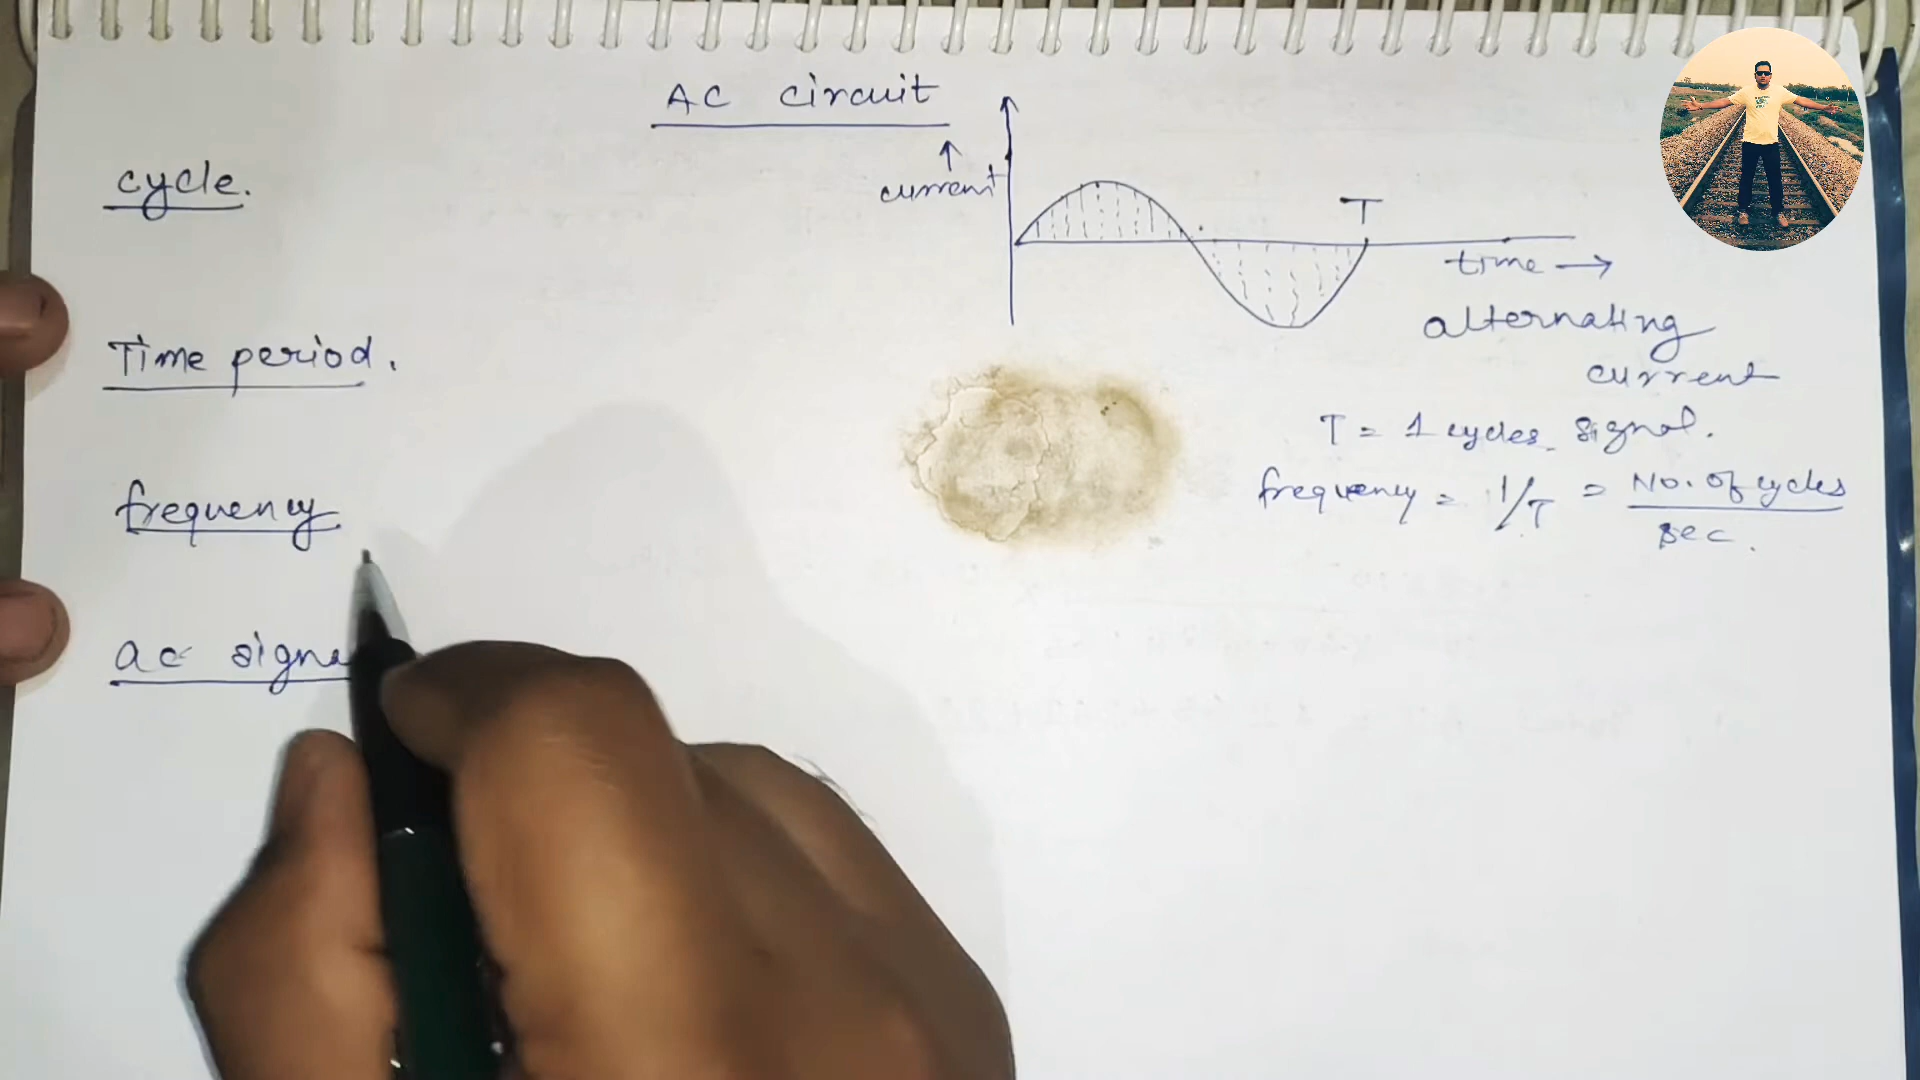 AC circuit
cycle.
↑
current
T
time →
alternating
current
Time period.
T = 1 cycles signal.
frequency = 1/T = No. of cycles
sec.
frequency
ac signa